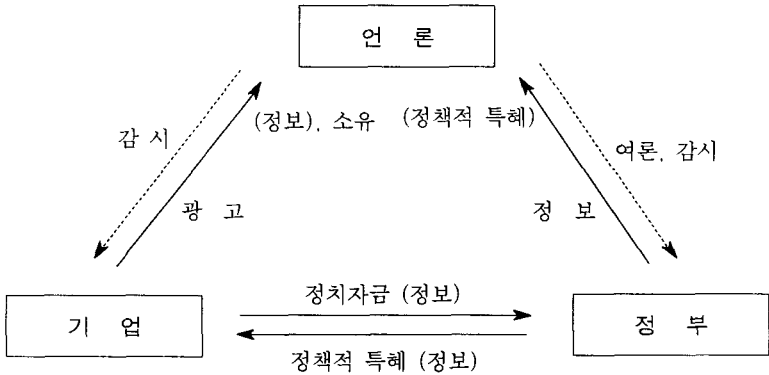 언 론
(정보), 소유 (정책적 특혜)
감 시
여론, 감시
광 고
정 보
정치자금 (정보)
기 업
정 부
정책적 특혜 (정보)